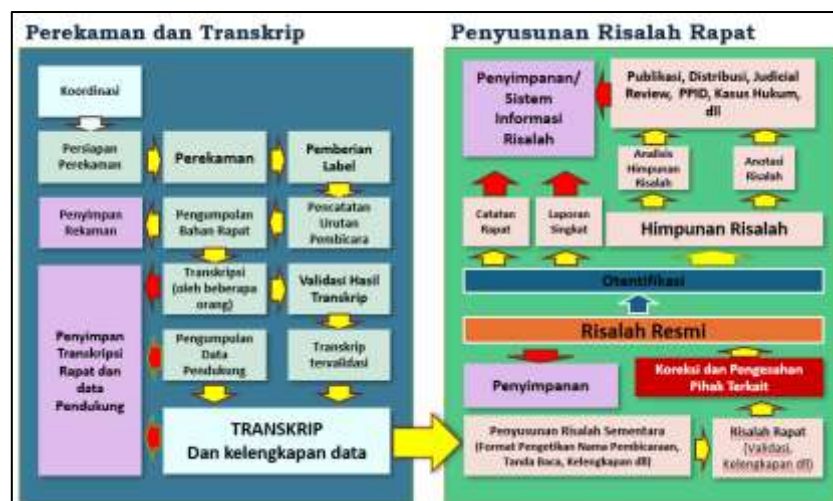 Perekaman dan Transkrip
Koordinasi
Persiapan
Perekaman
Perekaman
Pemberian
Label
Penyimpan
Rekaman
Pengumpulan
Bahan Rapat
Pencatatan
Urutan
Pembicara
Transkripsi
(oleh beberapa
orang)
Validasi Hasil
Transkrip
Penyimpan
Transkripsi
Rapat dan
data
Pendukung
Pengumpulan
Data
Pendukung
Transkrip
tervalidasi
TRANSKRIP
Dan kelengkapan data
Penyusunan Risalah Rapat
Penyimpanan/
Sistem
Informasi
Risalah
Publikasi, Distribusi, Judicial
Review, PPID, Kasus Hukum,
dll
Analisis
Himpunan
Risalah
Anotasi
Risalah
Catatan
Rapat
Laporan
Singkat
Himpunan Risalah
Otentifikasi
Risalah Resmi
Penyimpanan
Koreksi dan Pengesahan
Pihak Terkait
Penyusunan Risalah Sementara
(Format Pengetikan Nama Pembicaraan,
Tanda Baca, Kelengkapan dll)
Risalah Rapat
(Validasi,
Kelengkapan dll)